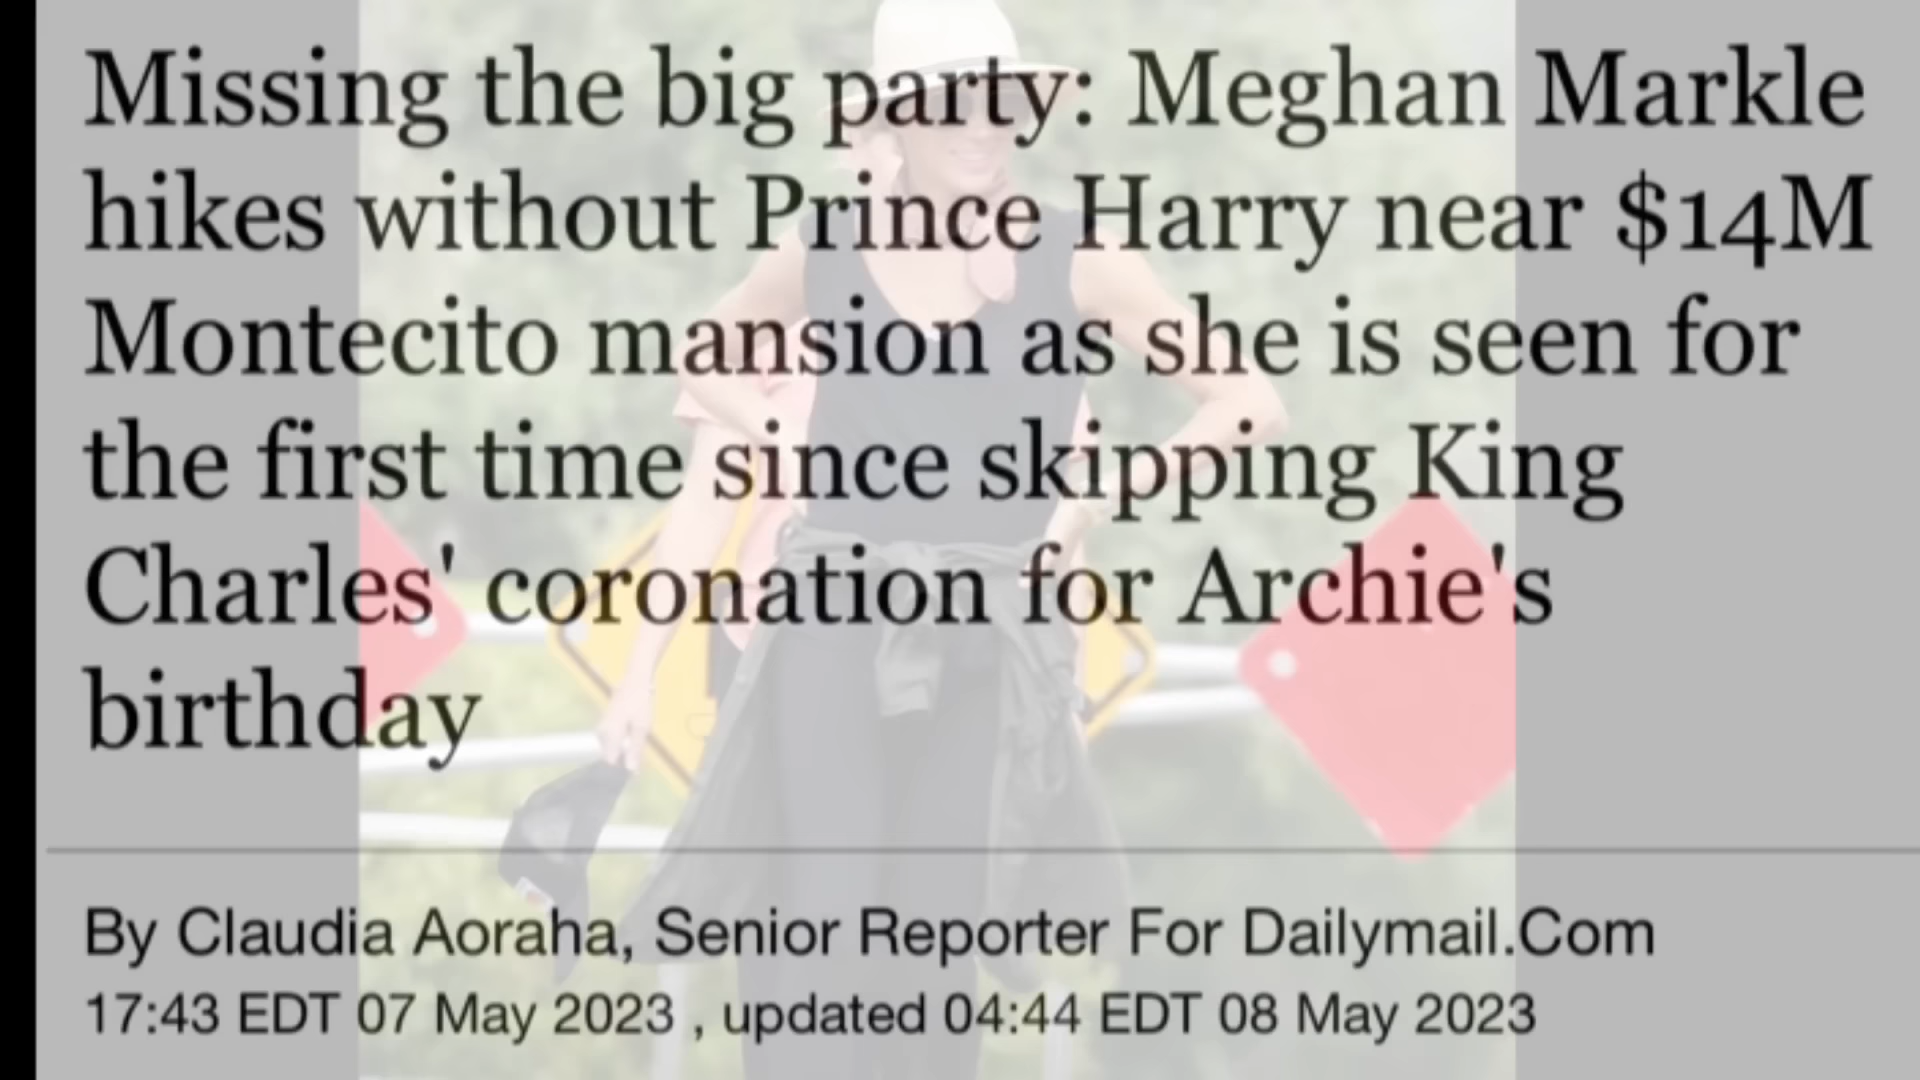 Missing the big party: Meghan Markle
hikes without Prince Harry near $14M
Montecito mansion as she is seen for
the first time since skipping King
Charles' coronation for Archie's
birthday
By Claudia Aoraha, Senior Reporter For Dailymail.Com
17:43 EDT 07 May 2023 , updated 04:44 EDT 08 May 2023